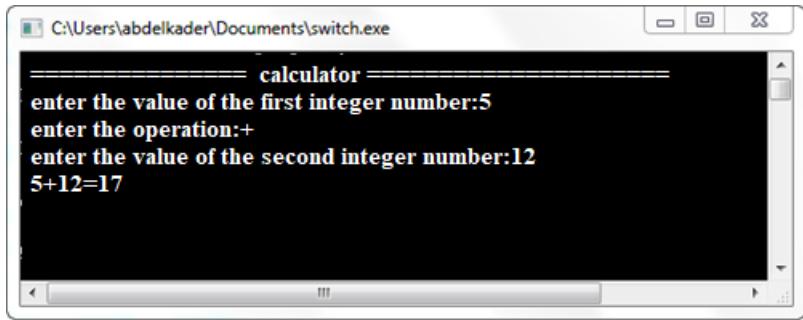 C:\Users\abdelkader\Documents\switch.exe
=============== calculator =====================
enter the value of the first integer number:5
enter the operation:+
enter the value of the second integer number:12
5+12=17